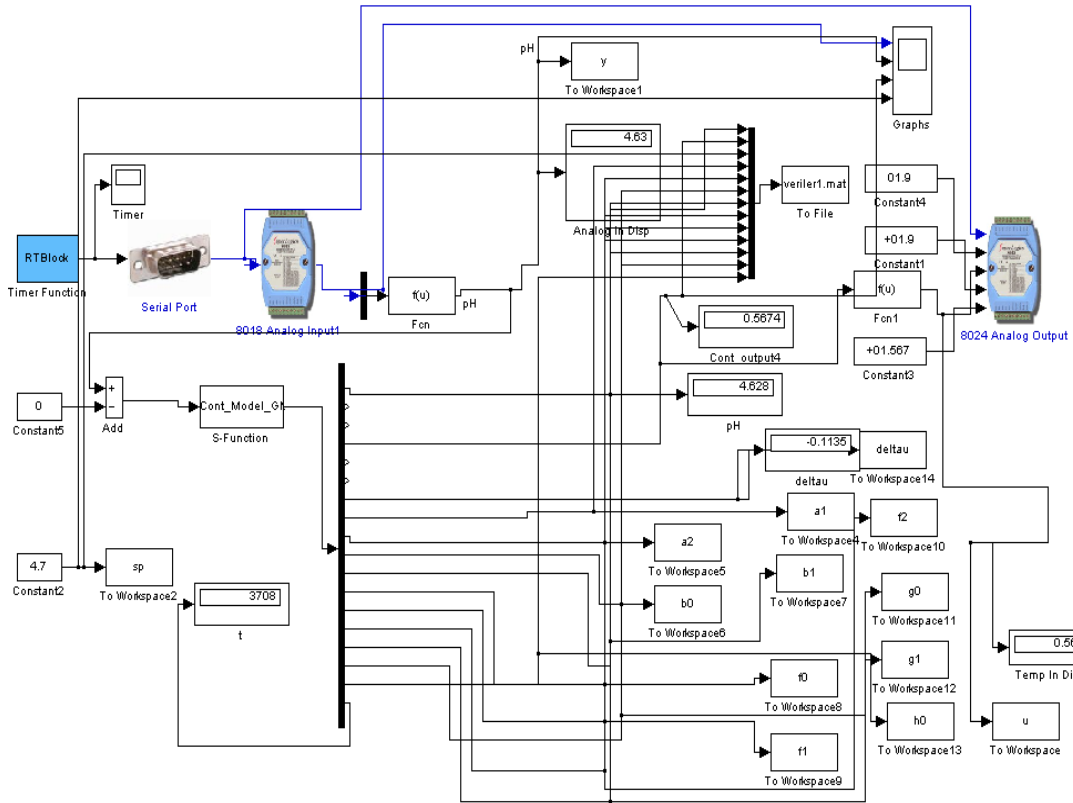 pH
y
To Workspace1
Graphs
4.63
Analog In Disp
veriler1.mat
To File
01.9
Constant4
Timer
+01.9
Constant1
RTBlock
Timer Function
Serial Port
8018 Analog Input1
f(u)
Fcn
pH
f(u)
Fcn1
8024 Analog Output
0.5674
Cont_output4
+01.567
Constant3
4.628
pH
0
Constant5
+
−
Add
Cont_Model_GM
S-Function
-0.1135
deltau
deltau
To Workspace14
a1
To Workspace4
f2
To Workspace10
a2
To Workspace5
b1
To Workspace7
4.7
Constant2
sp
To Workspace2
3708
t
b0
To Workspace6
g0
To Workspace11
g1
To Workspace12
0.56
Temp In Di
f0
To Workspace8
h0
To Workspace13
u
To Workspace
f1
To Workspace9